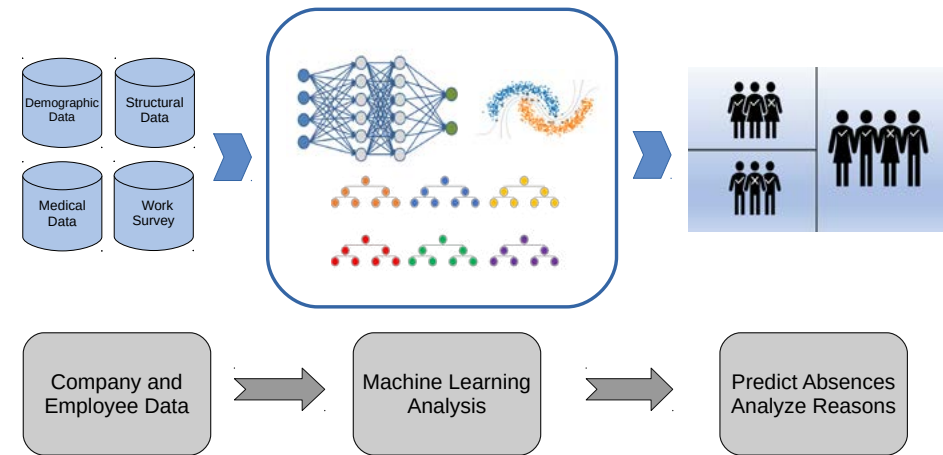 Demographic
Data
Structural
Data
Medical
Data
Work
Survey
Company and
Employee Data
Machine Learning
Analysis
Predict Absences
Analyze Reasons